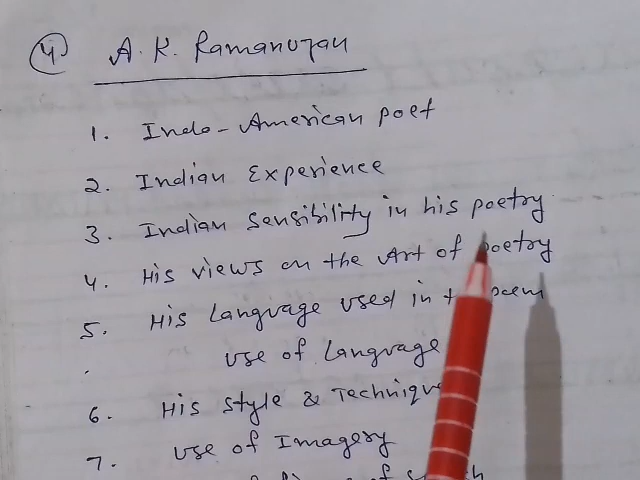 4 A. K. Ramanujan
1. Indo-American poet
2. Indian Experience
3. Indian Sensibility in his poetry
4. His views on the Art of poetry
5. His Language used in
use of Language
6. His Style & Technique
7. use of Imagery
of